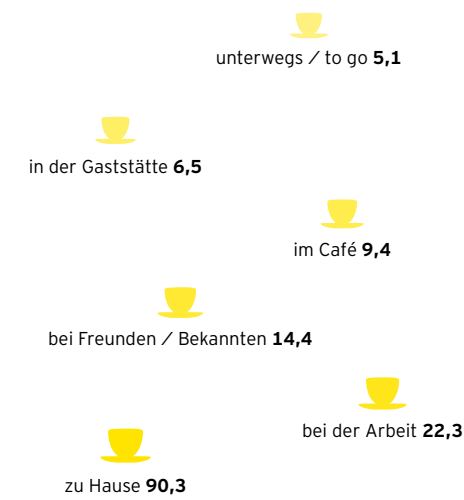 unterwegs / to go 5,1
in der Gaststätte 6,5
im Café 9,4
bei Freunden / Bekannten 14,4
bei der Arbeit 22,3
zu Hause 90,3